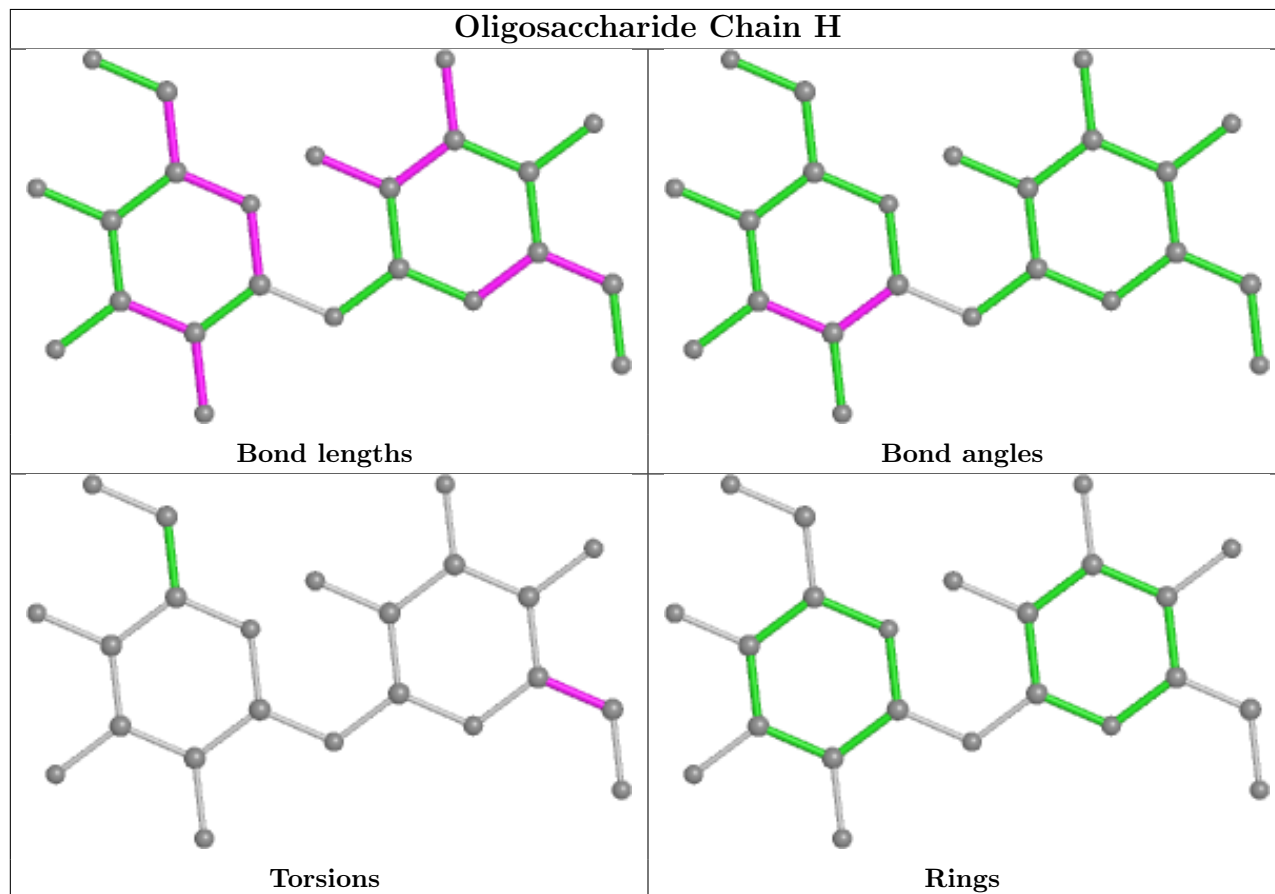 Oligosaccharide Chain H
Bond lengths
Bond angles
Torsions
Rings